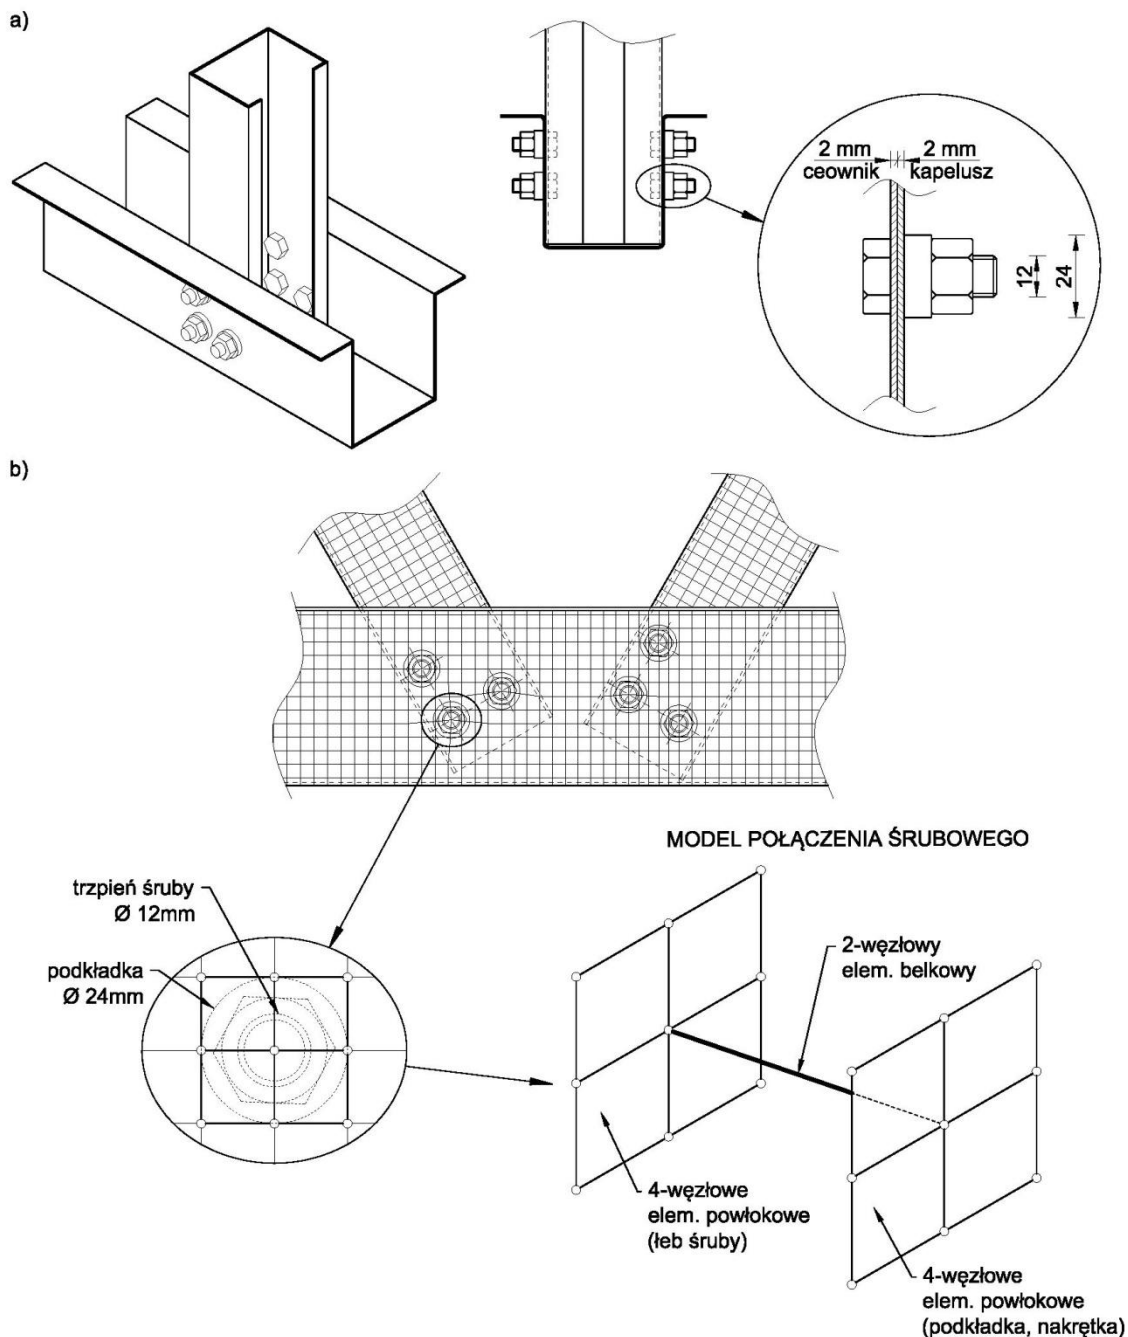 a)
2 mm
ceownik
2 mm
kapelusz
12
24
b)
MODEL POŁĄCZENIA ŚRUBOWEGO
trzpień śruby
Ø 12mm
podkładka
Ø 24mm
2-węzłowy
elem. belkowy
4-węzłowe
elem. powłokowe
(łeb śruby)
4-węzłowe
elem. powłokowe
(podkładka, nakrętka)